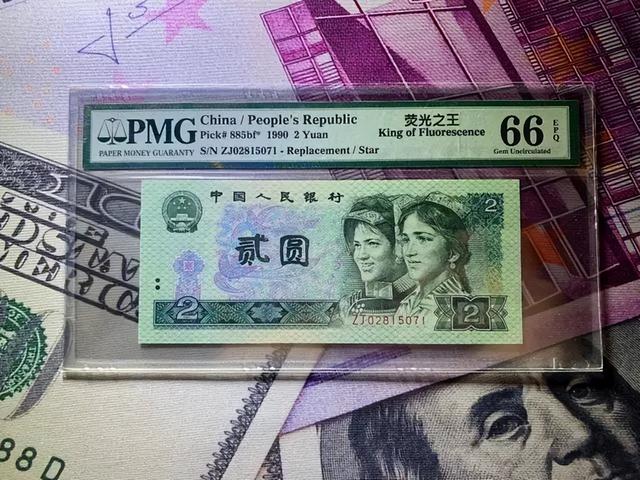 PMG
PAPER MONEY GUARANTY
China / People's Republic
Pick# 885bf* 1990 2 Yuan
S/N ZJ02815071 - Replacement / Star
荧光之王
King of Fluorescence
66 EPQ
Gem Uncirculated
中国人民银行
贰圆
2
2
2
ZJ02815071
88 D